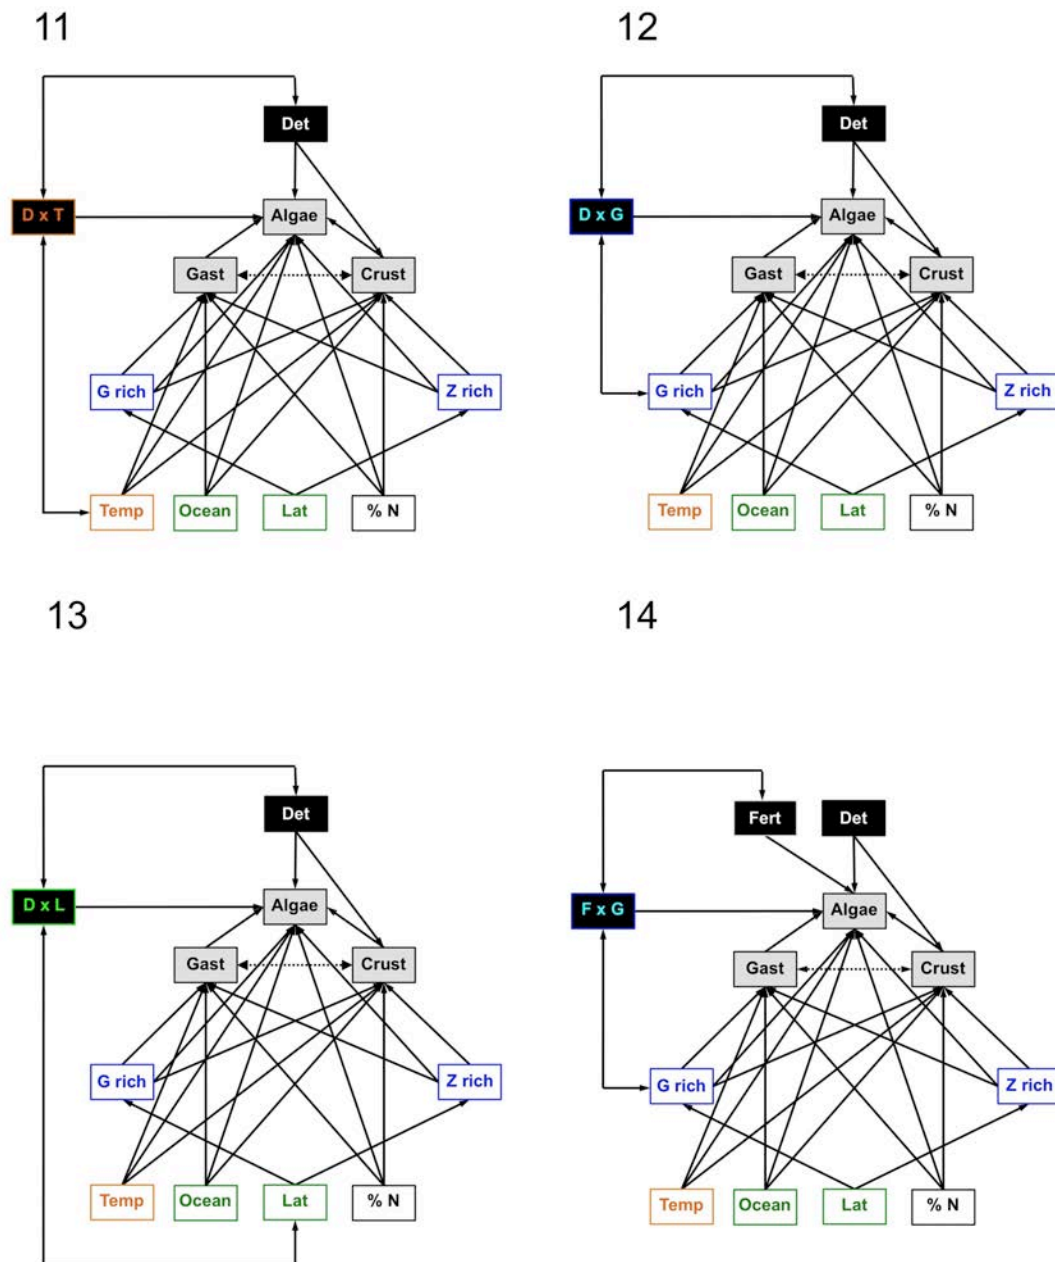 11
12
Det
Det
D x T
Algae
D x G
Algae
Gast
Crust
Gast
Crust
G rich
Z rich
G rich
Z rich
Temp
Ocean
Lat
% N
Temp
Ocean
Lat
% N
13
14
Det
Fert
Det
D x L
Algae
F x G
Algae
Gast
Crust
Gast
Crust
G rich
Z rich
G rich
Z rich
Temp
Ocean
Lat
% N
Temp
Ocean
Lat
% N